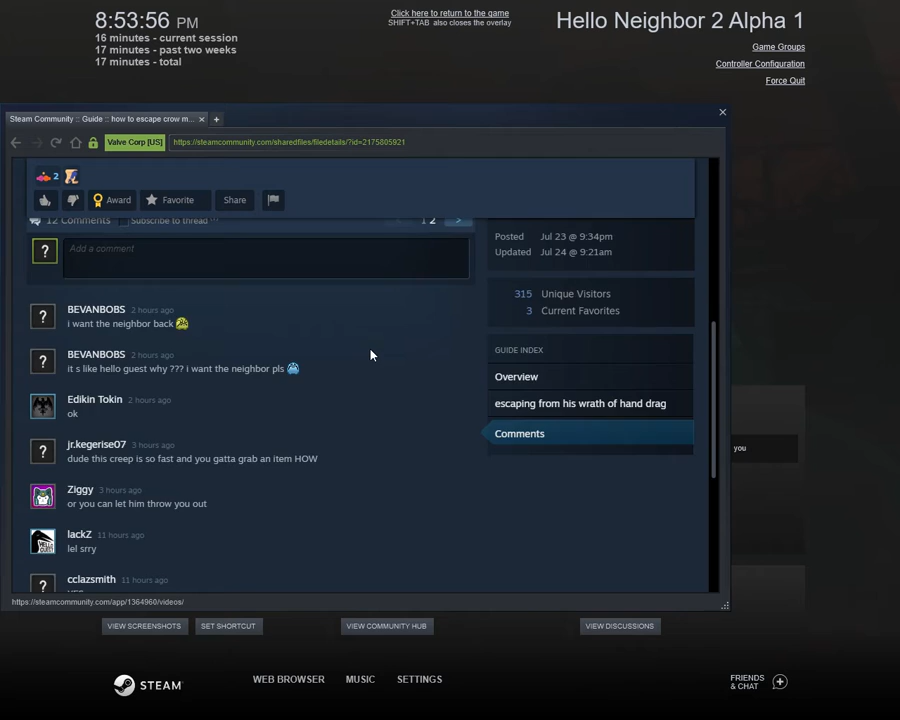 8:53:56 PM
16 minutes - current session
17 minutes - past two weeks
17 minutes - total
Click here to return to the game
SHIFT+TAB also closes the overlay
Hello Neighbor 2 Alpha 1
Game Groups
Controller Configuration
Force Quit
Steam Community :: Guide :: how to escape crow m...
Valve Corp [US]
https://steamcommunity.com/sharedfiles/filedetails/?id=2175805921
2
Award
Favorite
Share
12 Comments
Subscribe to thread
1 2 >
Add a comment
BEVANBOBS 2 hours ago
i want the neighbor back
BEVANBOBS 2 hours ago
it s like hello guest why ??? i want the neighbor pls
Edikin Tokin 2 hours ago
ok
jr.kegerise07 3 hours ago
dude this creep is so fast and you gatta grab an item HOW
Ziggy 3 hours ago
or you can let him throw you out
lackZ 11 hours ago
lel srry
cclazsmith 11 hours ago
Posted Jul 23 @ 9:34pm
Updated Jul 24 @ 9:21am
315 Unique Visitors
3 Current Favorites
GUIDE INDEX
Overview
escaping from his wrath of hand drag
Comments
you
https://steamcommunity.com/app/1364960/videos/
VIEW SCREENSHOTS
SET SHORTCUT
VIEW COMMUNITY HUB
VIEW DISCUSSIONS
STEAM
WEB BROWSER
MUSIC
SETTINGS
FRIENDS
& CHAT